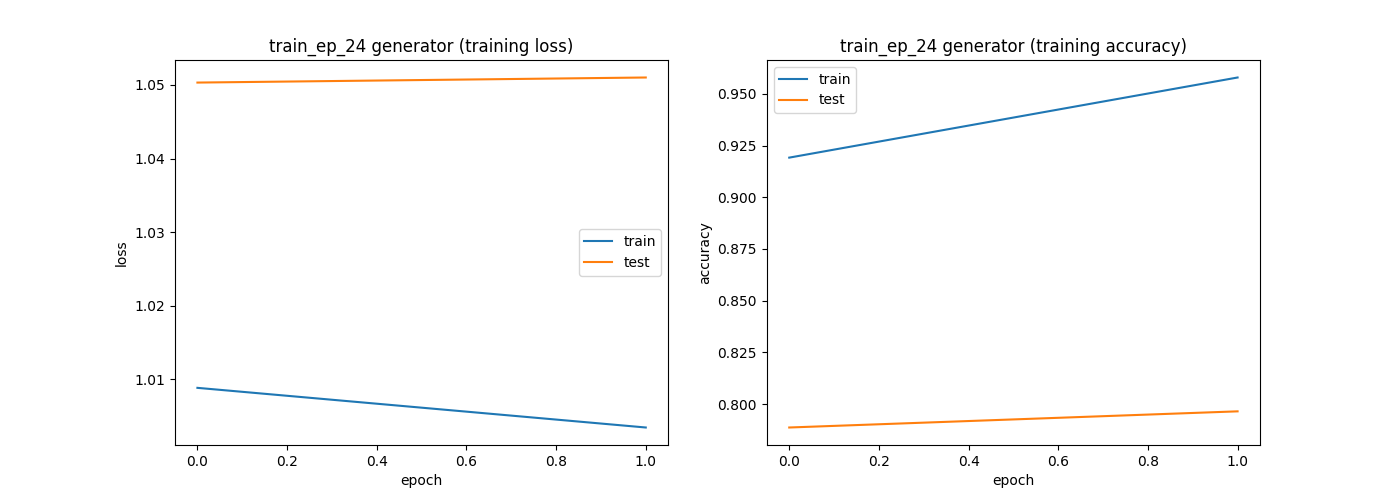 train_ep_24 generator (training loss)
1.05
1.04
1.03
1.02
1.01
loss
train
test
0.0 0.2 0.4 0.6 0.8 1.0
epoch
train_ep_24 generator (training accuracy)
train
test
0.950
0.925
0.900
0.875
0.850
0.825
0.800
accuracy
0.0 0.2 0.4 0.6 0.8 1.0
epoch